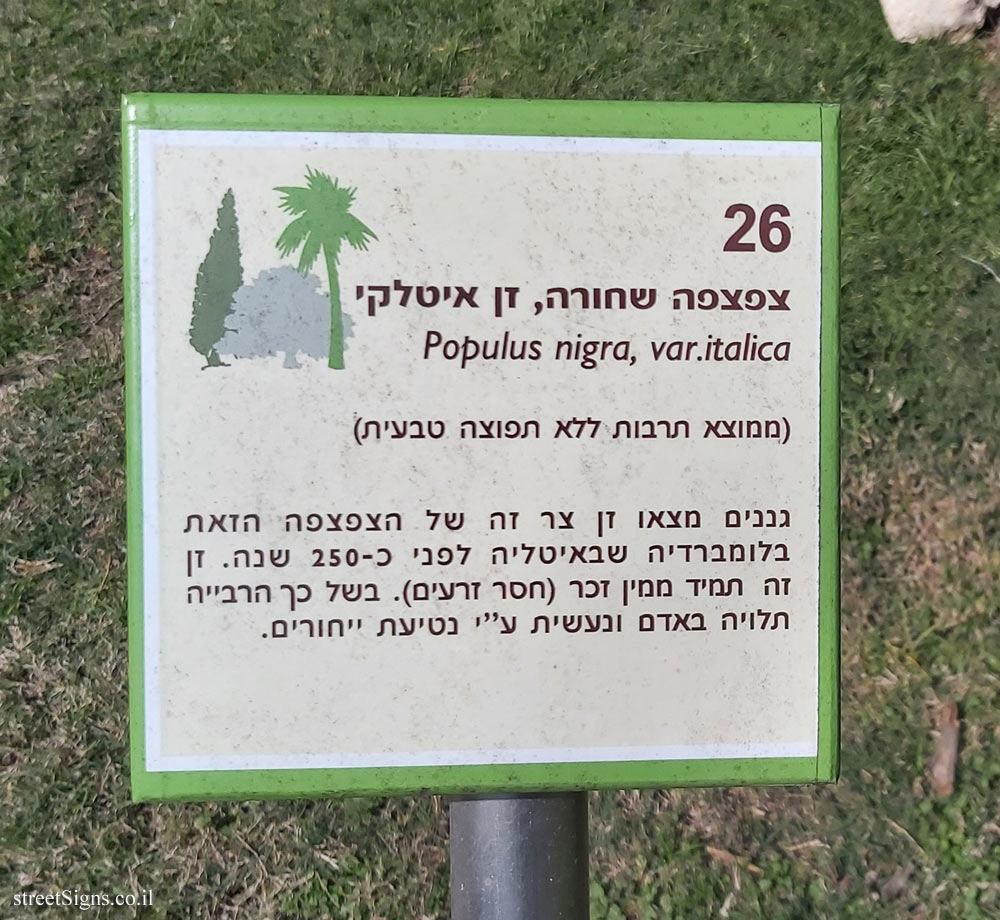 26
צפצפה שחורה, זן איטלקי
Populus nigra, var.italica
(ממוצא תרבות ללא תפוצה טבעית)
גננים מצאו זן צר זה של הצפצפה הזאת
בלומברדיה שבאיטליה לפני כ-250 שנה. זן
זה תמיד ממין זכר (חסר זרעים). בשל כך הרבייה
תלויה באדם ונעשית ע״י נטיעת ייחורים.
streetSigns.co.il